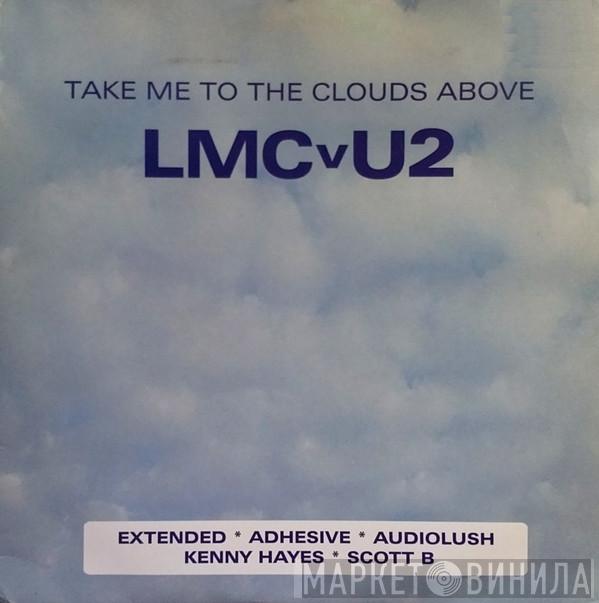 TAKE ME TO THE CLOUDS ABOVE
LMCvU2
EXTENDED * ADHESIVE * AUDIOLUSH
KENNY HAYES * SCOTT B
МАРКЕТ ВИНИЛА